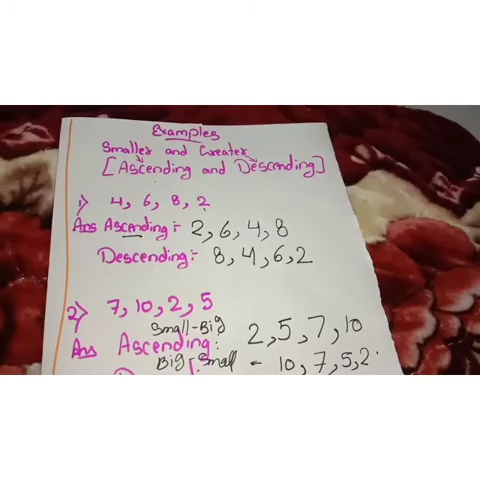 Examples
Smaller and Greater
[Ascending and Descending]
1) 4, 6, 8, 2
Ans Ascending :- 2, 6, 4, 8
Descending :- 8, 4, 6, 2
2) 7, 10, 2, 5
Small-Big
Ans Ascending : 2, 5, 7, 10
Big-Small - 10, 7, 5, 2.